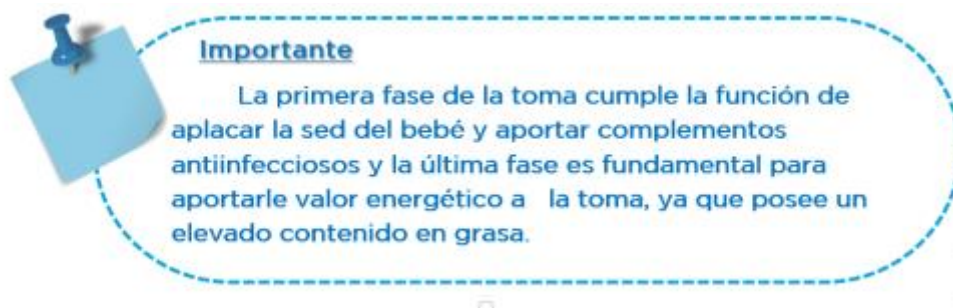 Importante
La primera fase de la toma cumple la función de
aplacar la sed del bebé y aportar complementos
antiinfecciosos y la última fase es fundamental para
aportarle valor energético a la toma, ya que posee un
elevado contenido en grasa.